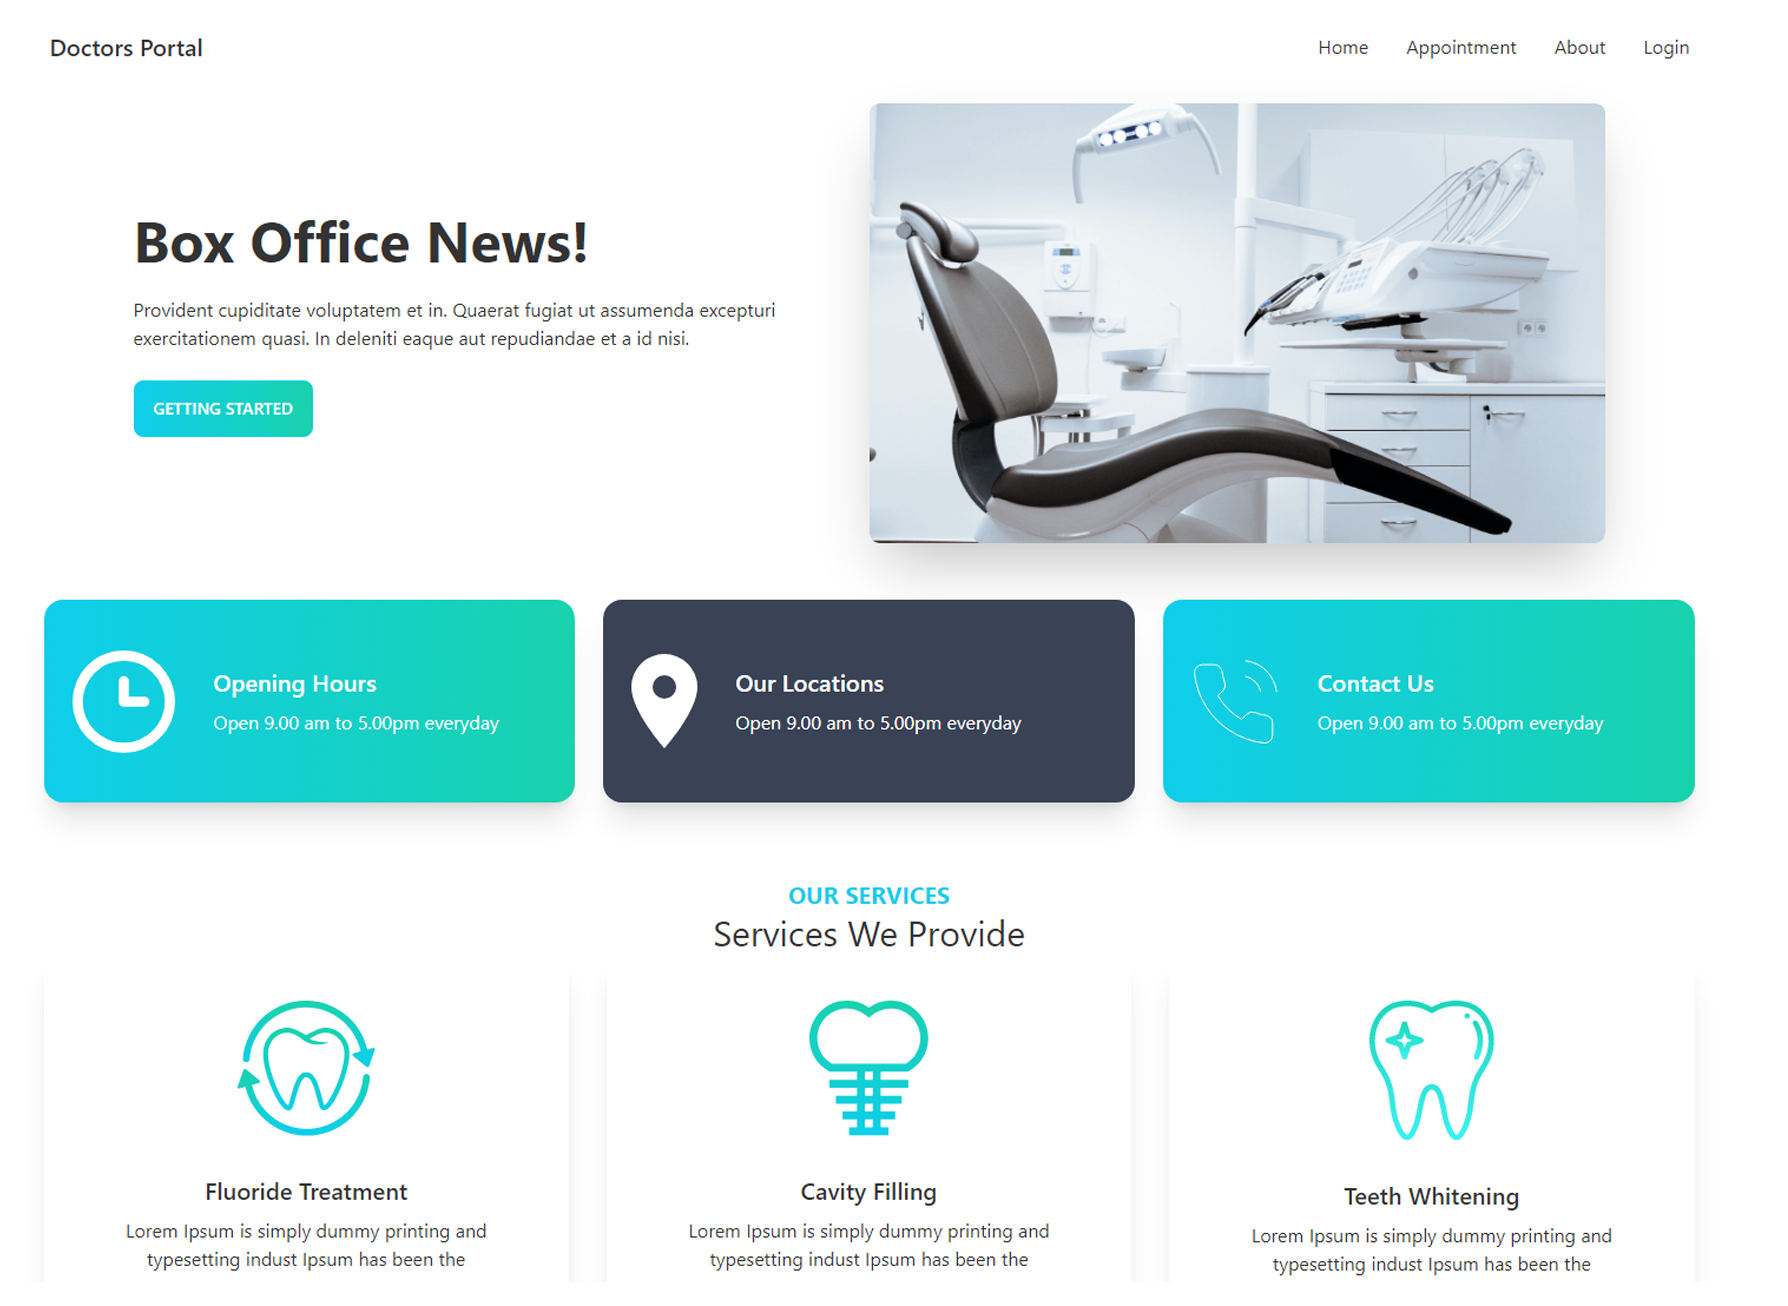 Doctors Portal
Home
Appointment
About
Login
Box Office News!
Provident cupiditate voluptatem et in. Quaerat fugiat ut assumenda excepturi
exercitationem quasi. In deleniti eaque aut repudiandae et a id nisi.
GETTING STARTED
Opening Hours
Open 9.00 am to 5.00pm everyday
Our Locations
Open 9.00 am to 5.00pm everyday
Contact Us
Open 9.00 am to 5.00pm everyday
OUR SERVICES
Services We Provide
Fluoride Treatment
Lorem Ipsum is simply dummy printing and
typesetting indust Ipsum has been the
Cavity Filling
Lorem Ipsum is simply dummy printing and
typesetting indust Ipsum has been the
Teeth Whitening
Lorem Ipsum is simply dummy printing and
typesetting indust Ipsum has been the